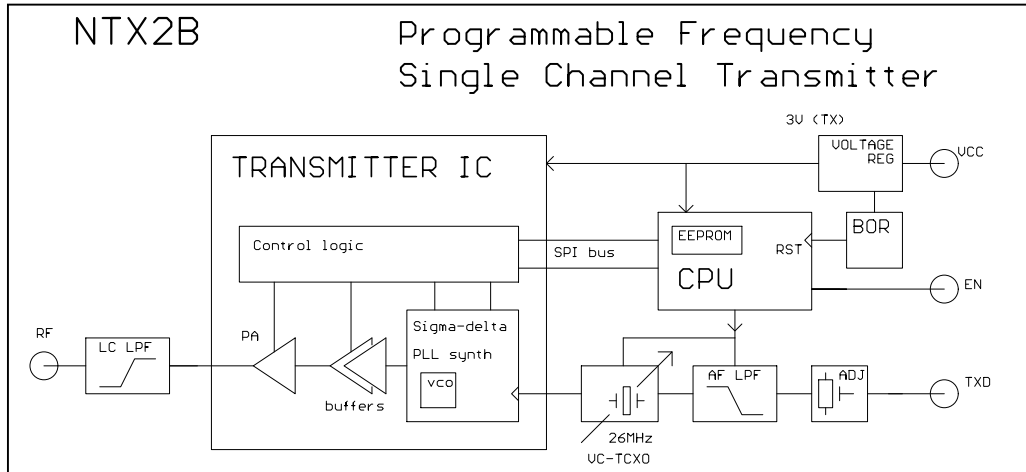 NTX2B
Programmable Frequency
Single Channel Transmitter
3V (TX)
VOLTAGE
REG
VCC
TRANSMITTER IC
BOR
EEPROM
RST
CPU
Control logic
SPI bus
EN
RF
LC LPF
PA
buffers
Sigma-delta
PLL synth
vco
AF LPF
ADJ
TXD
26MHz
VC-TCXO